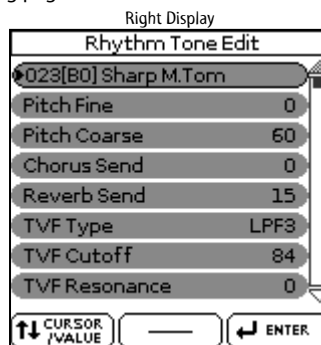 Right Display
Rhythm Tone Edit
023[B0] Sharp M.Tom
Pitch Fine 0
Pitch Coarse 60
Chorus Send 0
Reverb Send 15
TVF Type LPF3
TVF Cutoff 84
TVF Resonance 0
CURSOR
/VALUE
ENTER